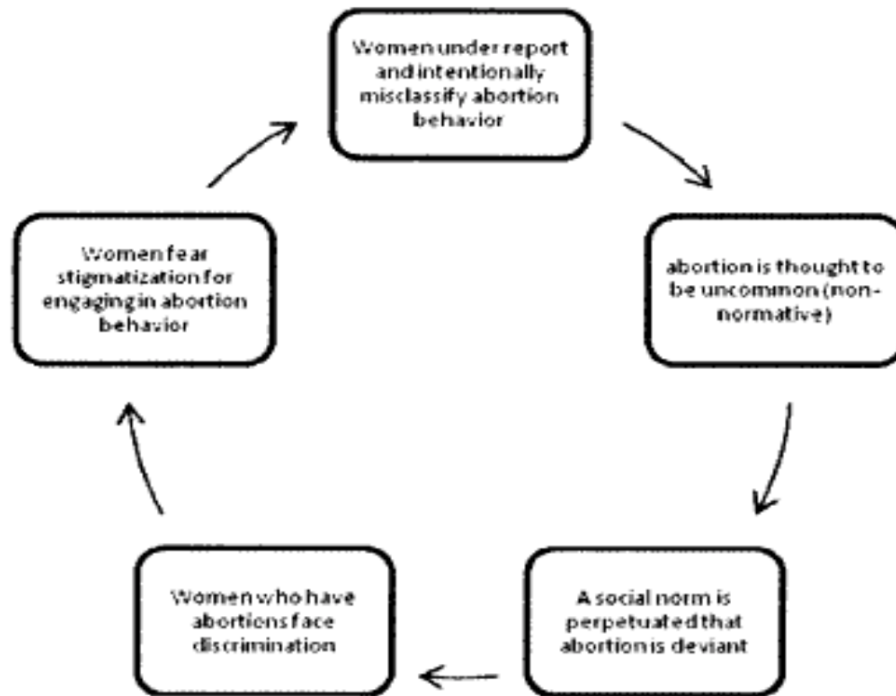 Women under report
and intentionally
misclassify abortion
behavior
abortion is thought to
be uncommon (non-
normative)
A social norm is
perpetuated that
abortion is deviant
Women who have
abortions face
discrimination
Women fear
stigmatization for
engaging in abortion
behavior